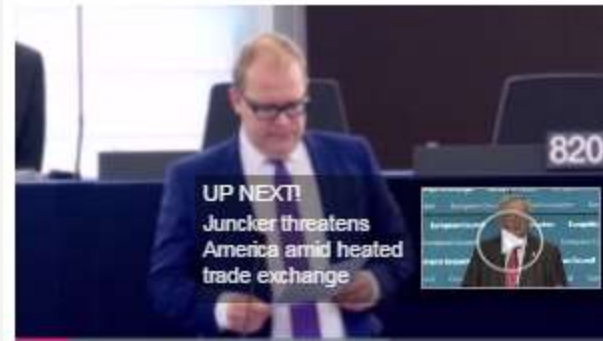 820
UP NEXT!
Juncker threatens
America amid heated
trade exchange